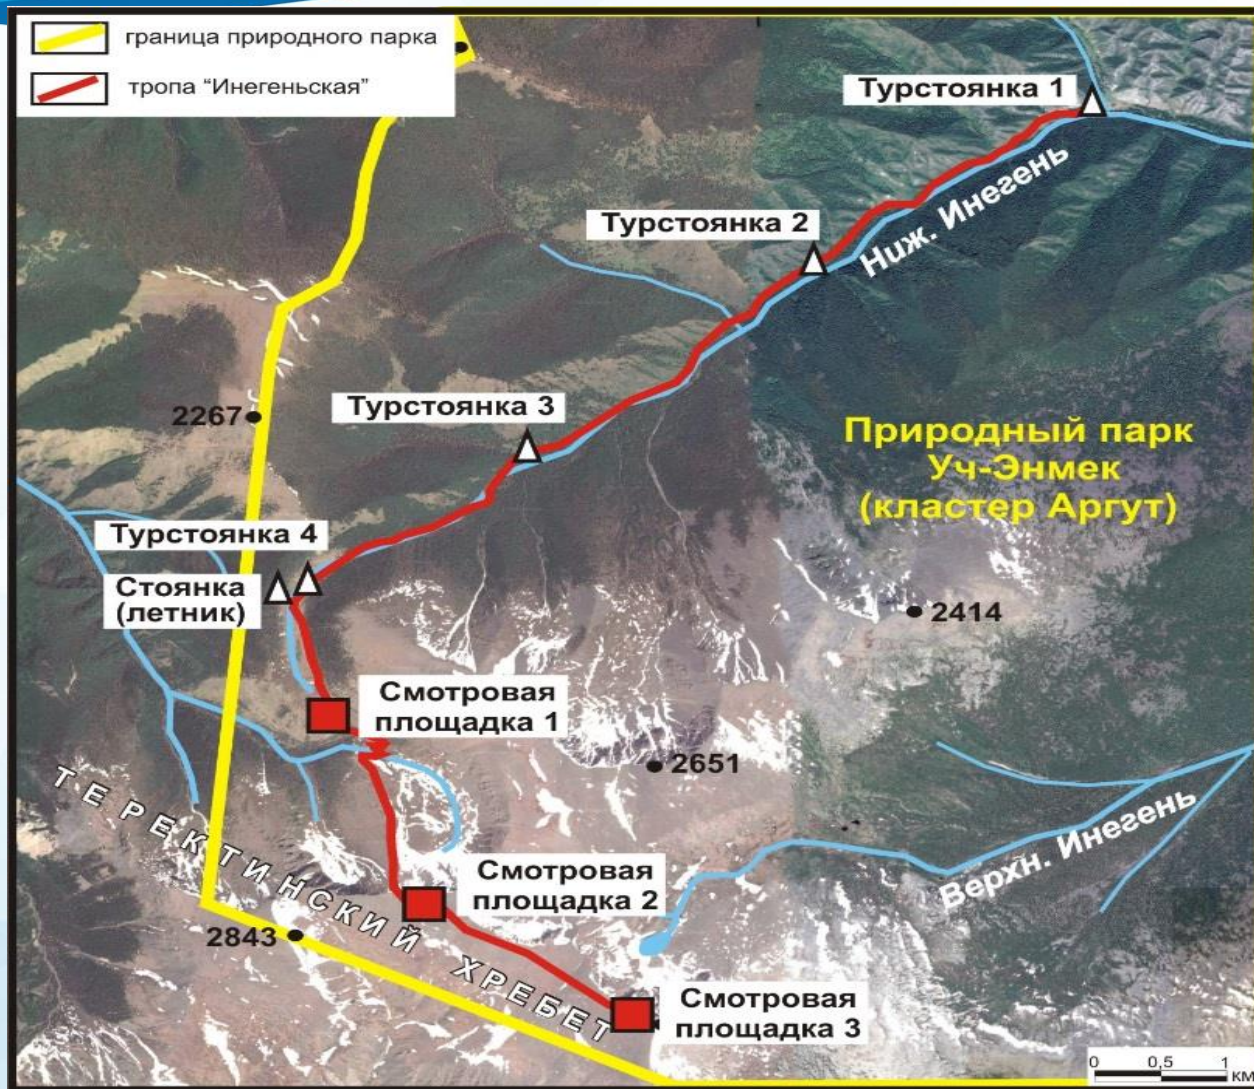 граница природного парка
тропа “Инегеньская”
Турстоянка 1
Ниж. Инегень
Турстоянка 2
Турстоянка 3
2267
Природный парк
Уч-Энмек
(кластер Аргут)
Турстоянка 4
Стоянка
(летник)
2414
Смотровая
площадка 1
2651
ТЕРЕКТИНСКИЙ ХРЕБЕТ
Верхн. Инегень
Смотровая
площадка 2
2843
Смотровая
площадка 3
0 0,5 1
км